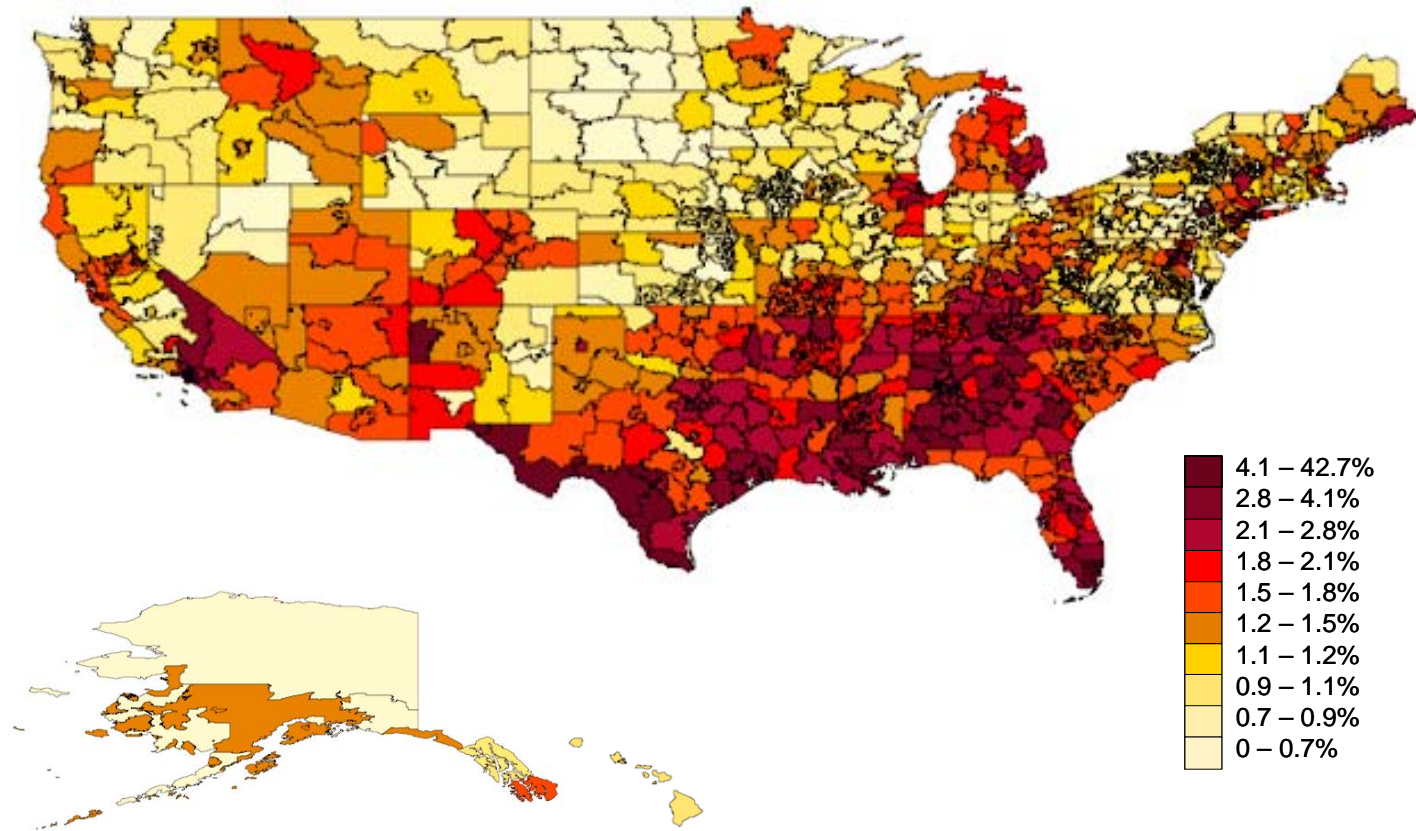 4.1 – 42.7%
2.8 – 4.1%
2.1 – 2.8%
1.8 – 2.1%
1.5 – 1.8%
1.2 – 1.5%
1.1 – 1.2%
0.9 – 1.1%
0.7 – 0.9%
0 – 0.7%